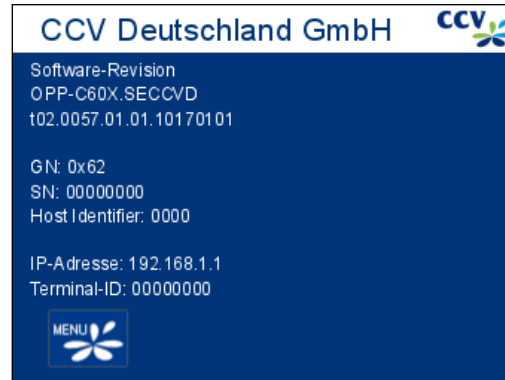 CCV Deutschland GmbH
CCV
Software-Revision
OPP-C60X.SECCVD
t02.0057.01.01.10170101
GN: 0x62
SN: 00000000
Host Identifier: 0000
IP-Adresse: 192.168.1.1
Terminal-ID: 00000000
MENU